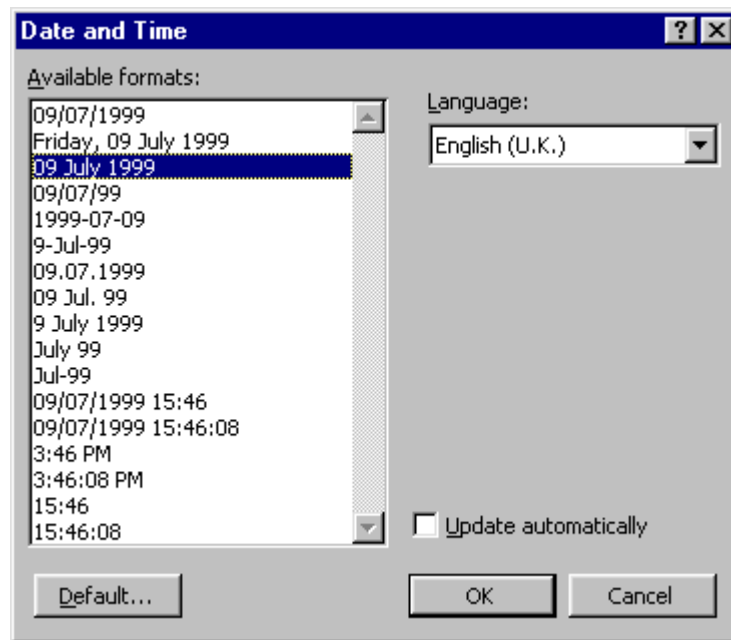 Date and Time
Available formats:
09/07/1999
Friday, 09 July 1999
09 July 1999
09/07/99
1999-07-09
9-Jul-99
09.07.1999
09 Jul. 99
9 July 1999
July 99
Jul-99
09/07/1999 15:46
09/07/1999 15:46:08
3:46 PM
3:46:08 PM
15:46
15:46:08
Language:
English (U.K.)
Update automatically
Default...
OK
Cancel